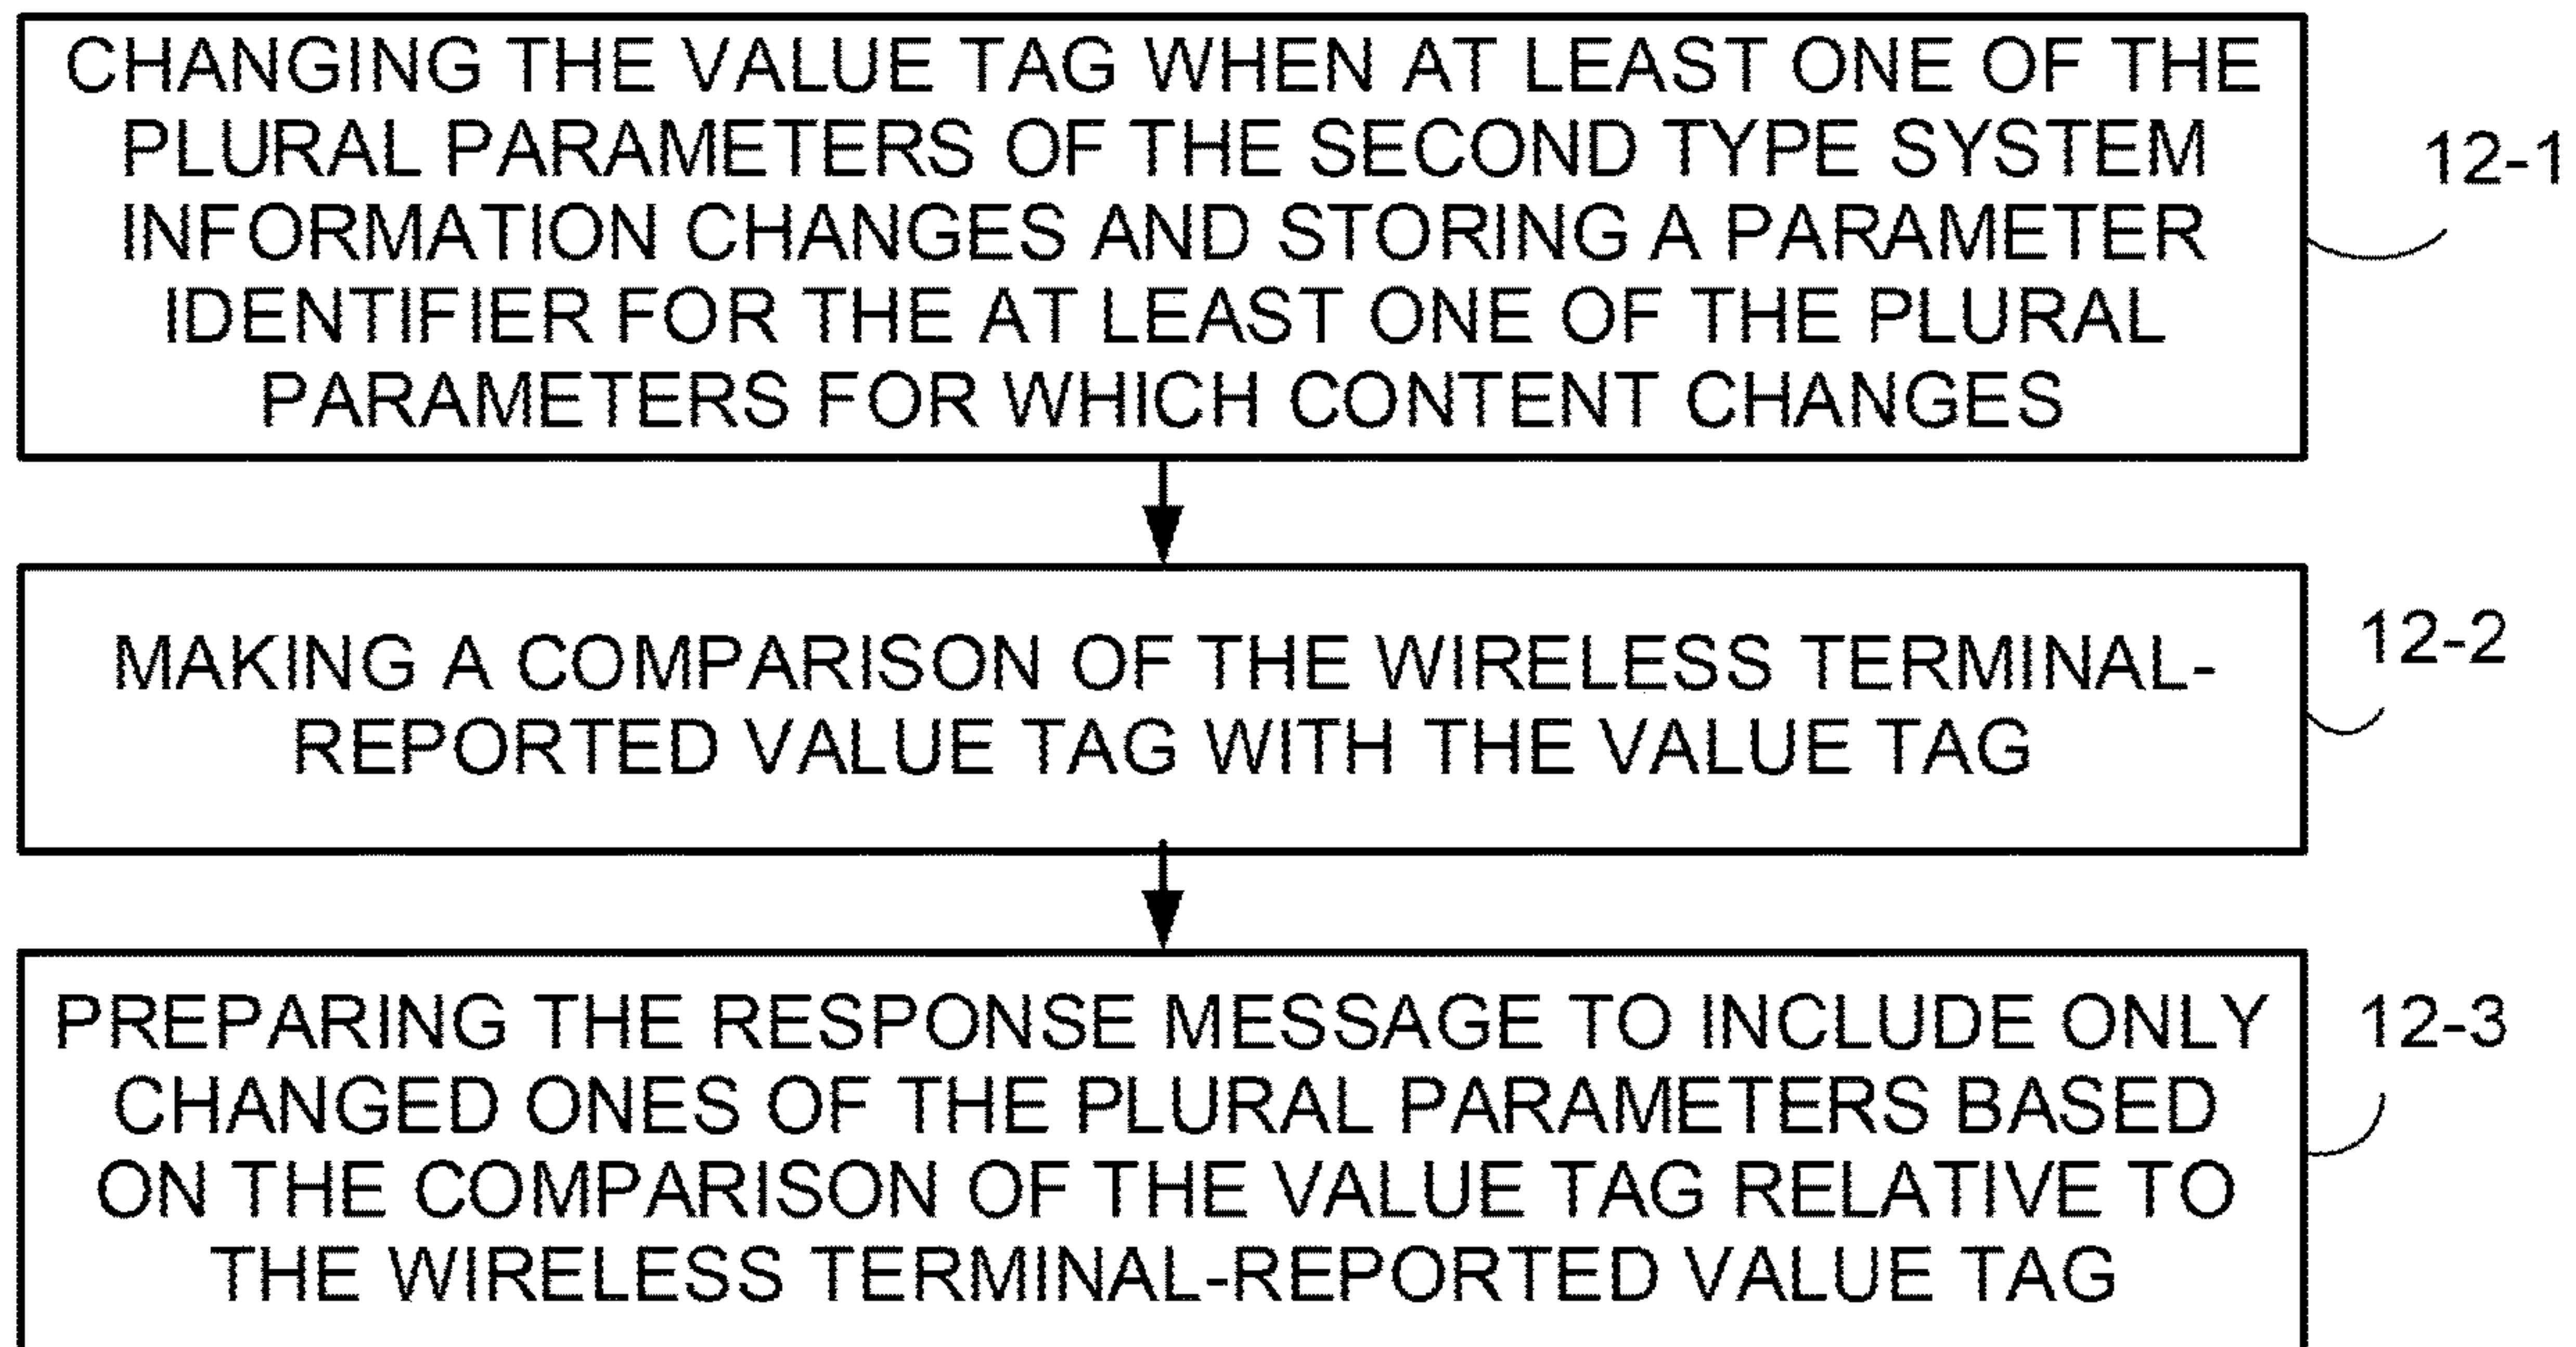 CHANGING THE VALUE TAG WHEN AT LEAST ONE OF THE
PLURAL PARAMETERS OF THE SECOND TYPE SYSTEM
INFORMATION CHANGES AND STORING A PARAMETER
IDENTIFIER FOR THE AT LEAST ONE OF THE PLURAL
PARAMETERS FOR WHICH CONTENT CHANGES
12-1
MAKING A COMPARISON OF THE WIRELESS TERMINAL-
REPORTED VALUE TAG WITH THE VALUE TAG
12-2
PREPARING THE RESPONSE MESSAGE TO INCLUDE ONLY
CHANGED ONES OF THE PLURAL PARAMETERS BASED
ON THE COMPARISON OF THE VALUE TAG RELATIVE TO
THE WIRELESS TERMINAL-REPORTED VALUE TAG
12-3